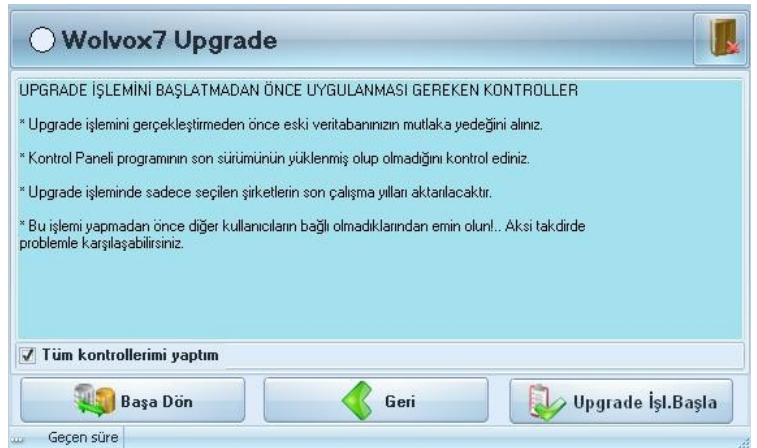 Wolvox7 Upgrade
UPGRADE İŞLEMİNİ BAŞLATMADAN ÖNCE UYGULANMASI GEREKEN KONTROLLER
* Upgrade işlemini gerçekleştirmeden önce eski veritabanınızın mutlaka yedeğini alınız.
* Kontrol Paneli programının son sürümünün yüklenmiş olup olmadığını kontrol ediniz.
* Upgrade işleminde sadece seçilen şirketlerin son çalışma yılları aktarılacaktır.
* Bu işlemi yapmadan önce diğer kullanıcıların bağlı olmadıklarından emin olun!.. Aksi takdirde
problemle karşılaşabilirsiniz.
Tüm kontrollerimi yaptım
Başa Dön
Geri
Upgrade İşl.Başla
... Geçen süre